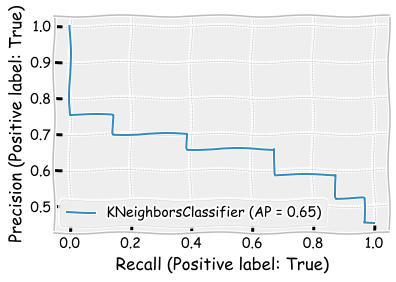 Precision (Positive label: True)
1.0
0.9
0.8
0.7
0.6
0.5
KNeighborsClassifier (AP = 0.65)
0.0 0.2 0.4 0.6 0.8 1.0
Recall (Positive label: True)